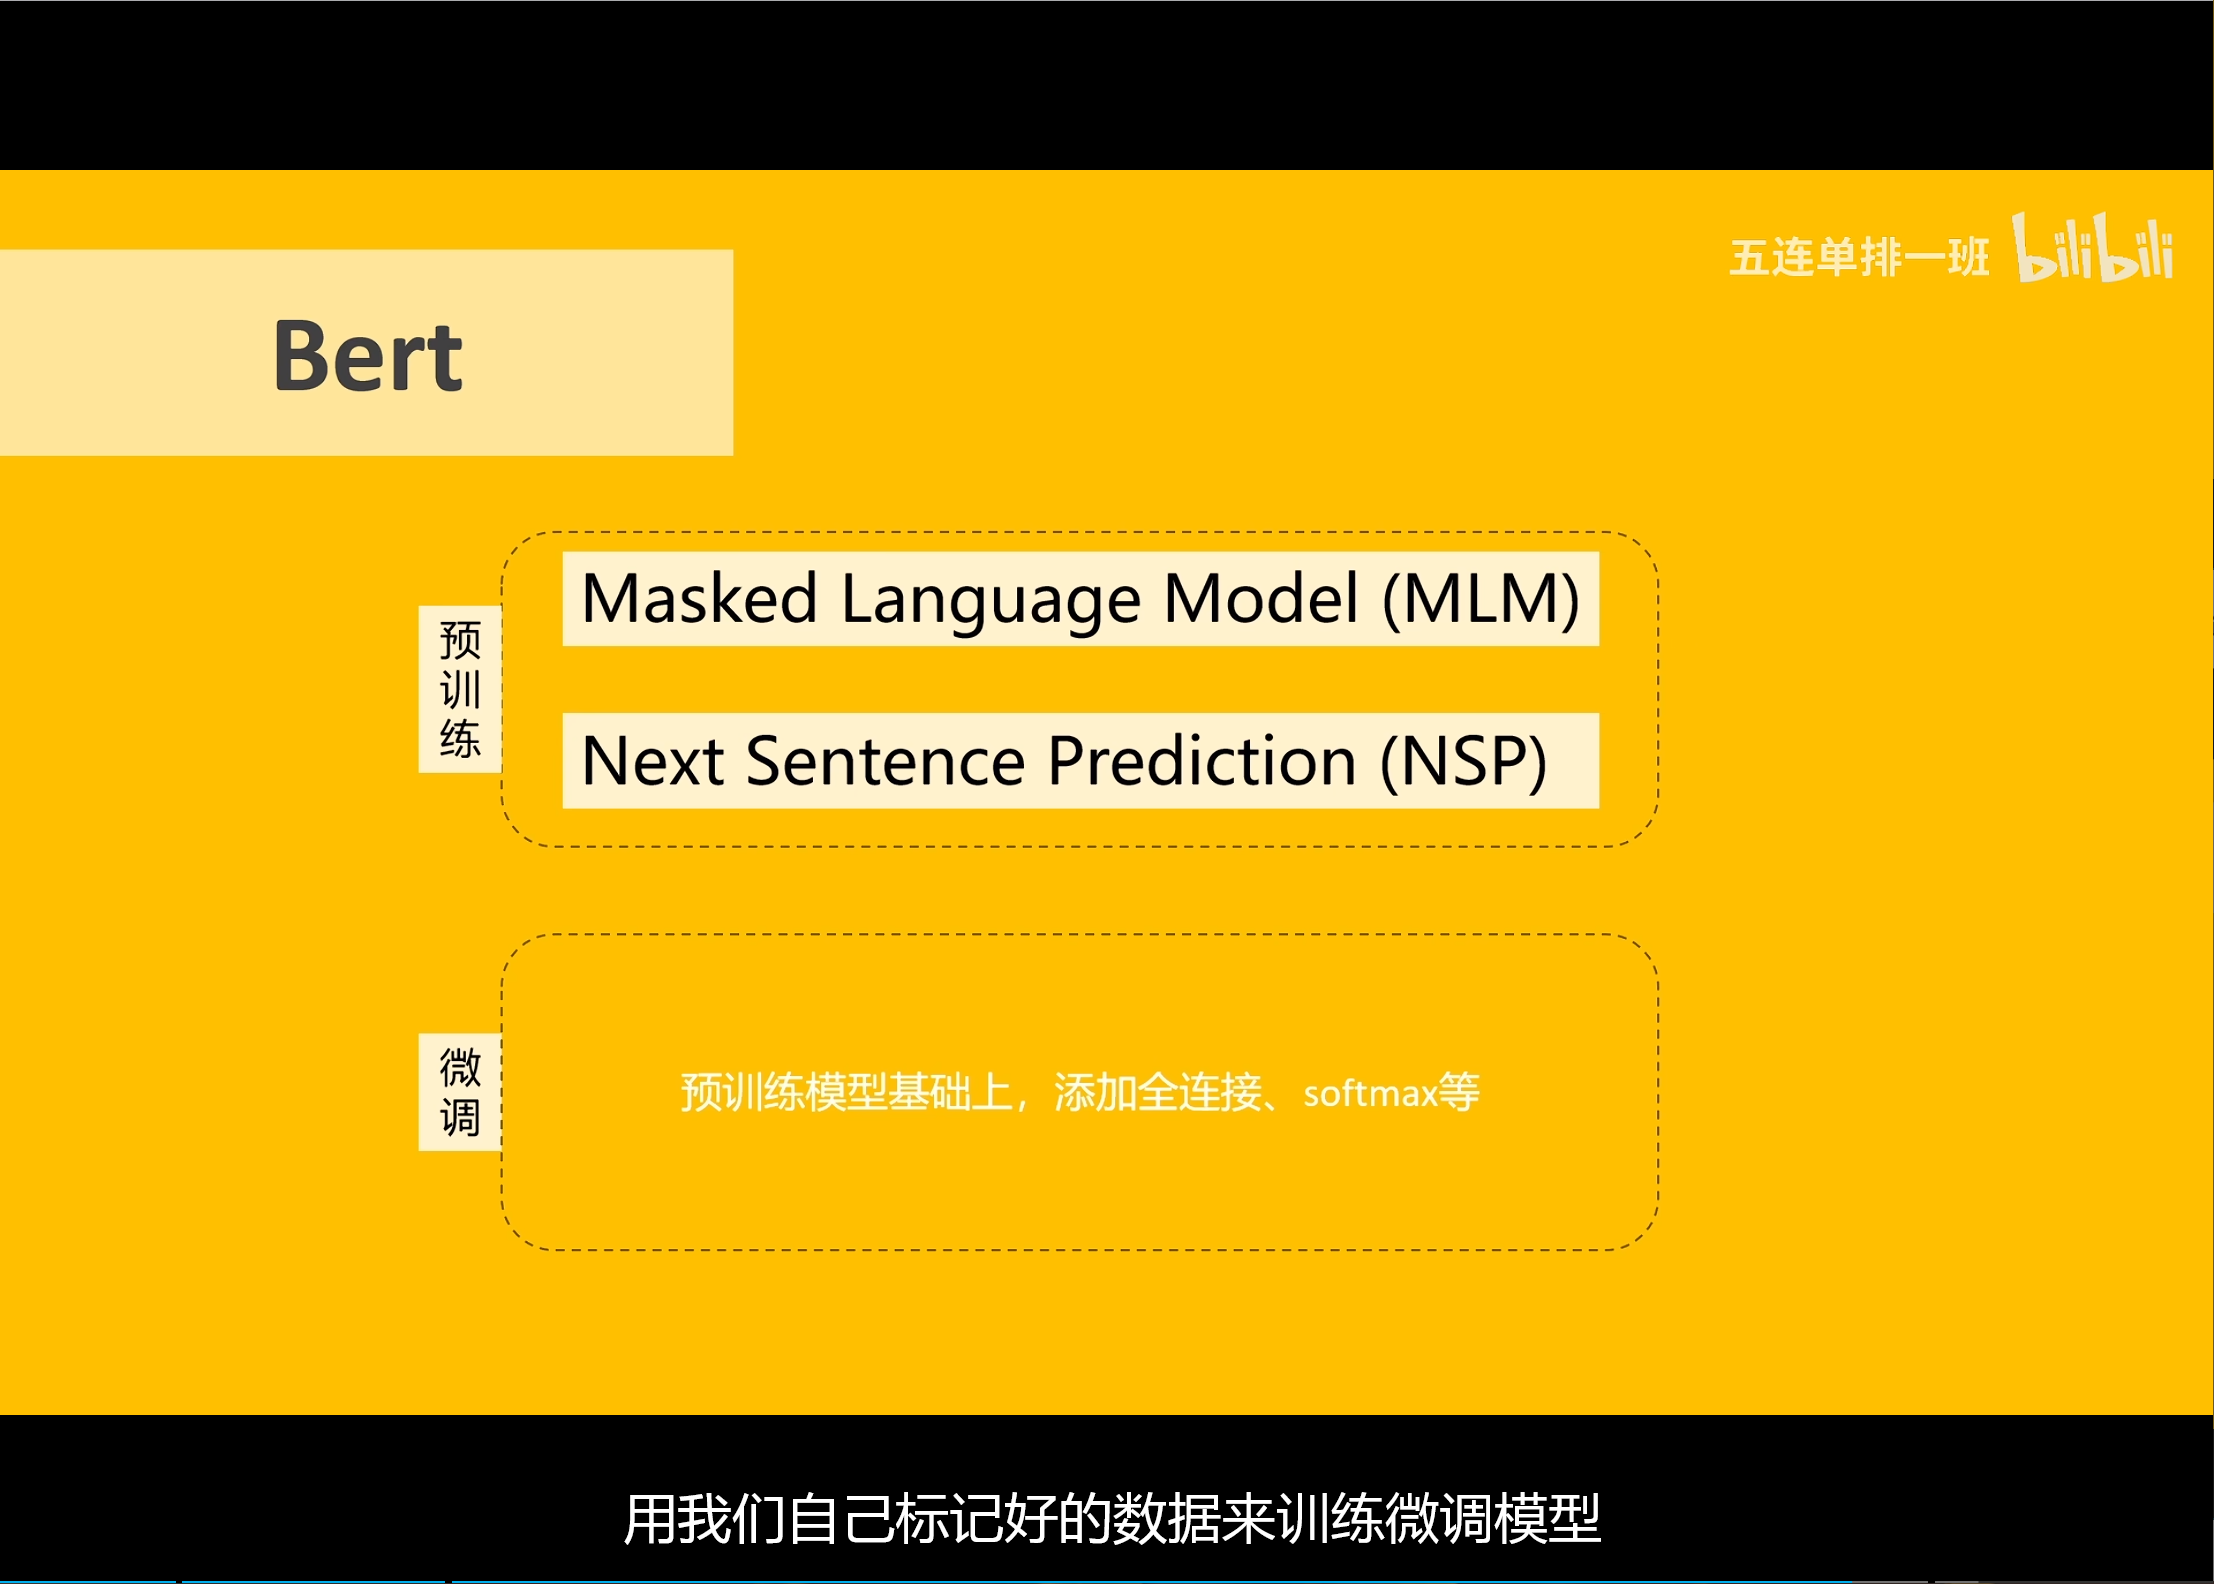 五连单排一班 bilibili
Bert
预训练
Masked Language Model (MLM)
Next Sentence Prediction (NSP)
微调
预训练模型基础上，添加全连接、softmax等
用我们自己标记好的数据来训练微调模型